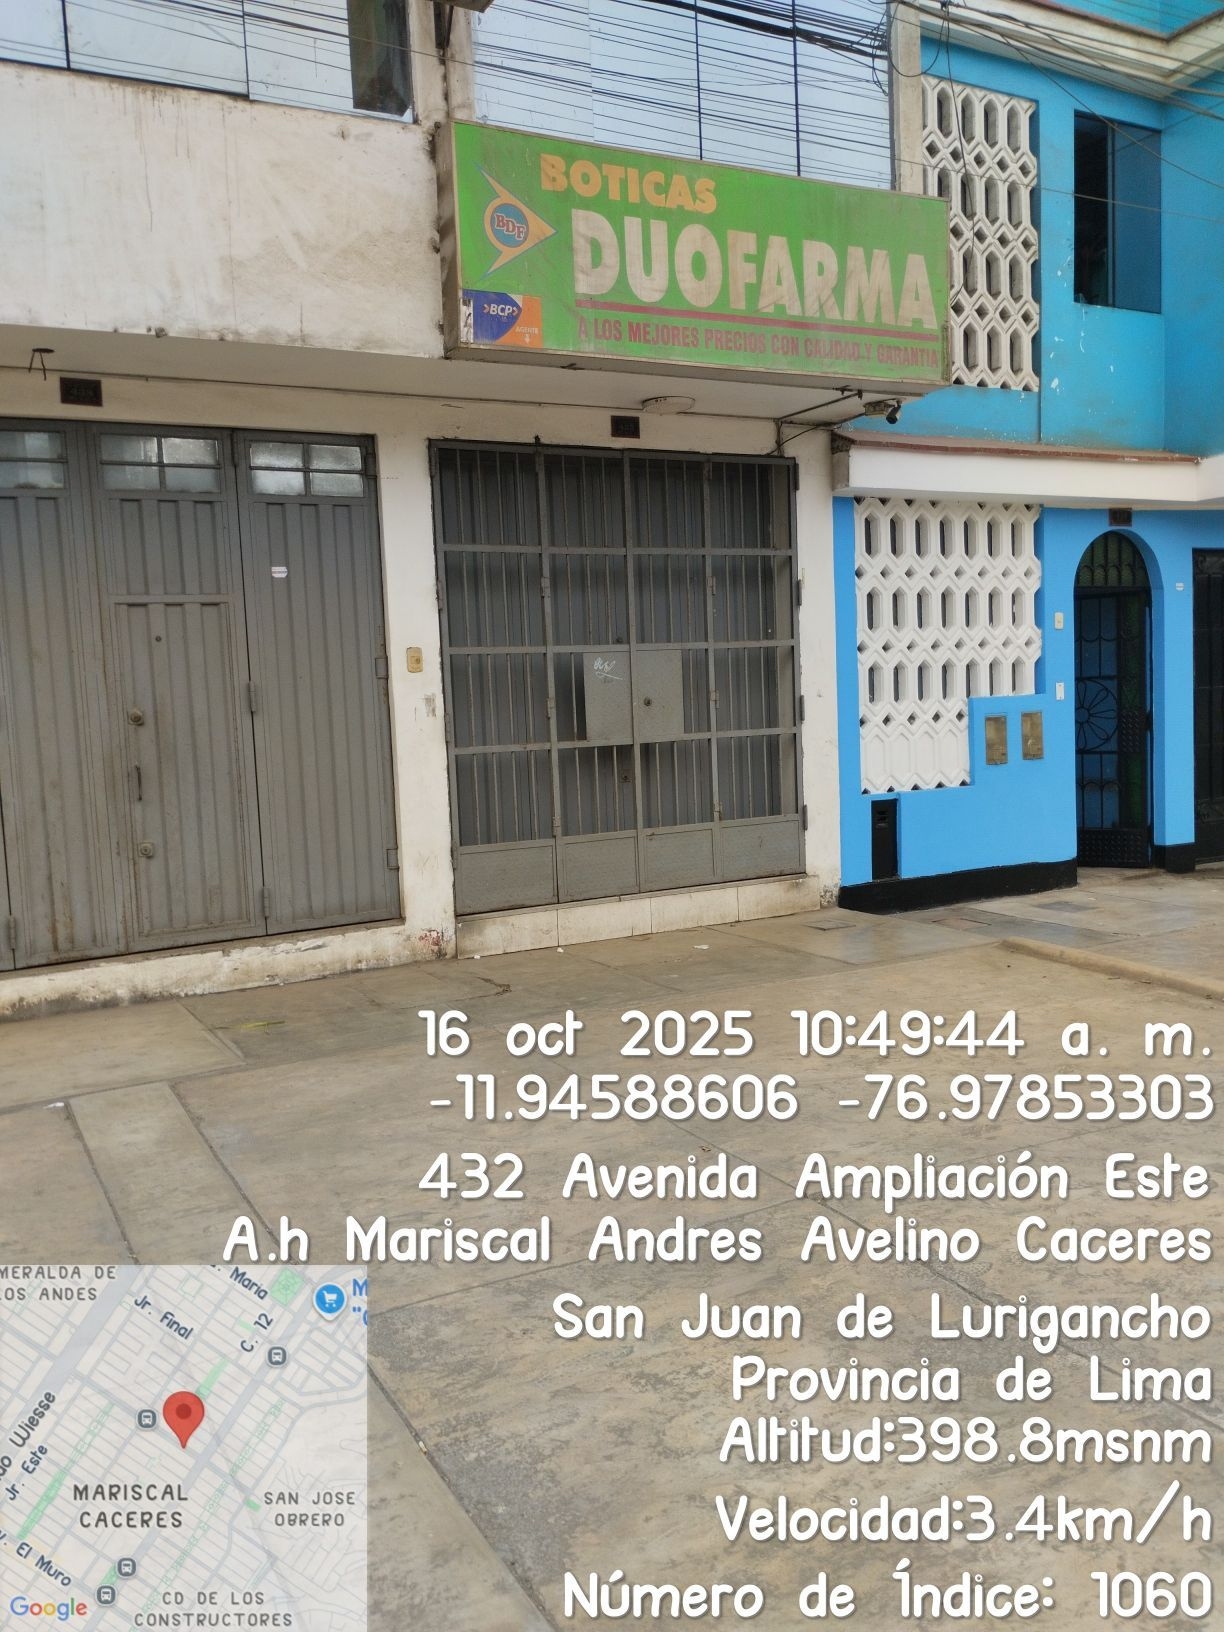 BOTICAS
BDF
DUOFARMA
BCP
AGENTE
A LOS MEJORES PRECIOS CON CALIDAD Y GARANTIA
16 oct 2025 10:49:44 a. m.
-11.94588606 -76.97853303
432 Avenida Ampliación Este
A.h Mariscal Andres Avelino Caceres
San Juan de Lurigancho
Provincia de Lima
Altitud:398.8msnm
Velocidad:3.4km/h
Número de Índice: 1060
MERALDA DE
LOS ANDES
Maria
Jr. Final
C. 12
Wiesse
Jr. Este
MARISCAL
CACERES
SAN JOSE
OBRERO
El Muro
CD DE LOS
CONSTRUCTORES
Google